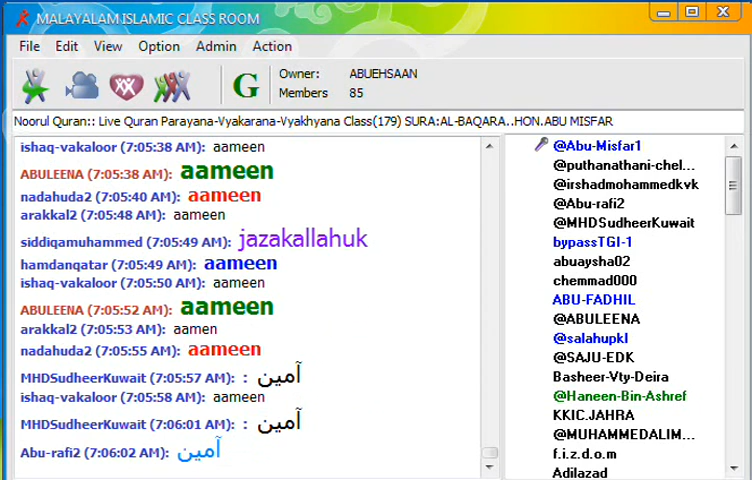 MALAYALAM ISLAMIC CLASS ROOM
File Edit View Option Admin Action
G
Owner: ABUEHSAAN
Members 85
Noorul Quran:: Live Quran Parayana-Vyakarana-Vyakhyana Class(179) SURA:AL-BAQARA..HON.ABU MISFAR
ishaq-vakaloor (7:05:38 AM): aameen
ABULEENA (7:05:38 AM): aameen
nadahuda2 (7:05:40 AM): aameen
arakkal2 (7:05:48 AM): aameen
siddiqamuhammed (7:05:49 AM): jazakallahuk
hamdanqatar (7:05:49 AM): aameen
ishaq-vakaloor (7:05:50 AM): aameen
ABULEENA (7:05:52 AM): aameen
arakkal2 (7:05:53 AM): aamen
nadahuda2 (7:05:55 AM): aameen
MHDSudheerKuwait (7:05:57 AM): : آمين
ishaq-vakaloor (7:05:58 AM): aameen
MHDSudheerKuwait (7:06:01 AM): : آمين
Abu-rafi2 (7:06:02 AM): آمين
@Abu-Misfar1
@puthanathani-chel...
@irshadmohammedkvk
@Abu-rafi2
@MHDSudheerKuwait
bypassTGI-1
abuaysha02
chemmad000
ABU-FADHIL
@ABULEENA
@salahupkl
@SAJU-EDK
Basheer-Vty-Deira
@Haneen-Bin-Ashref
KKIC.JAHRA
@MUHAMMEDALIM...
f.i.z.d.o.m
Adilazad